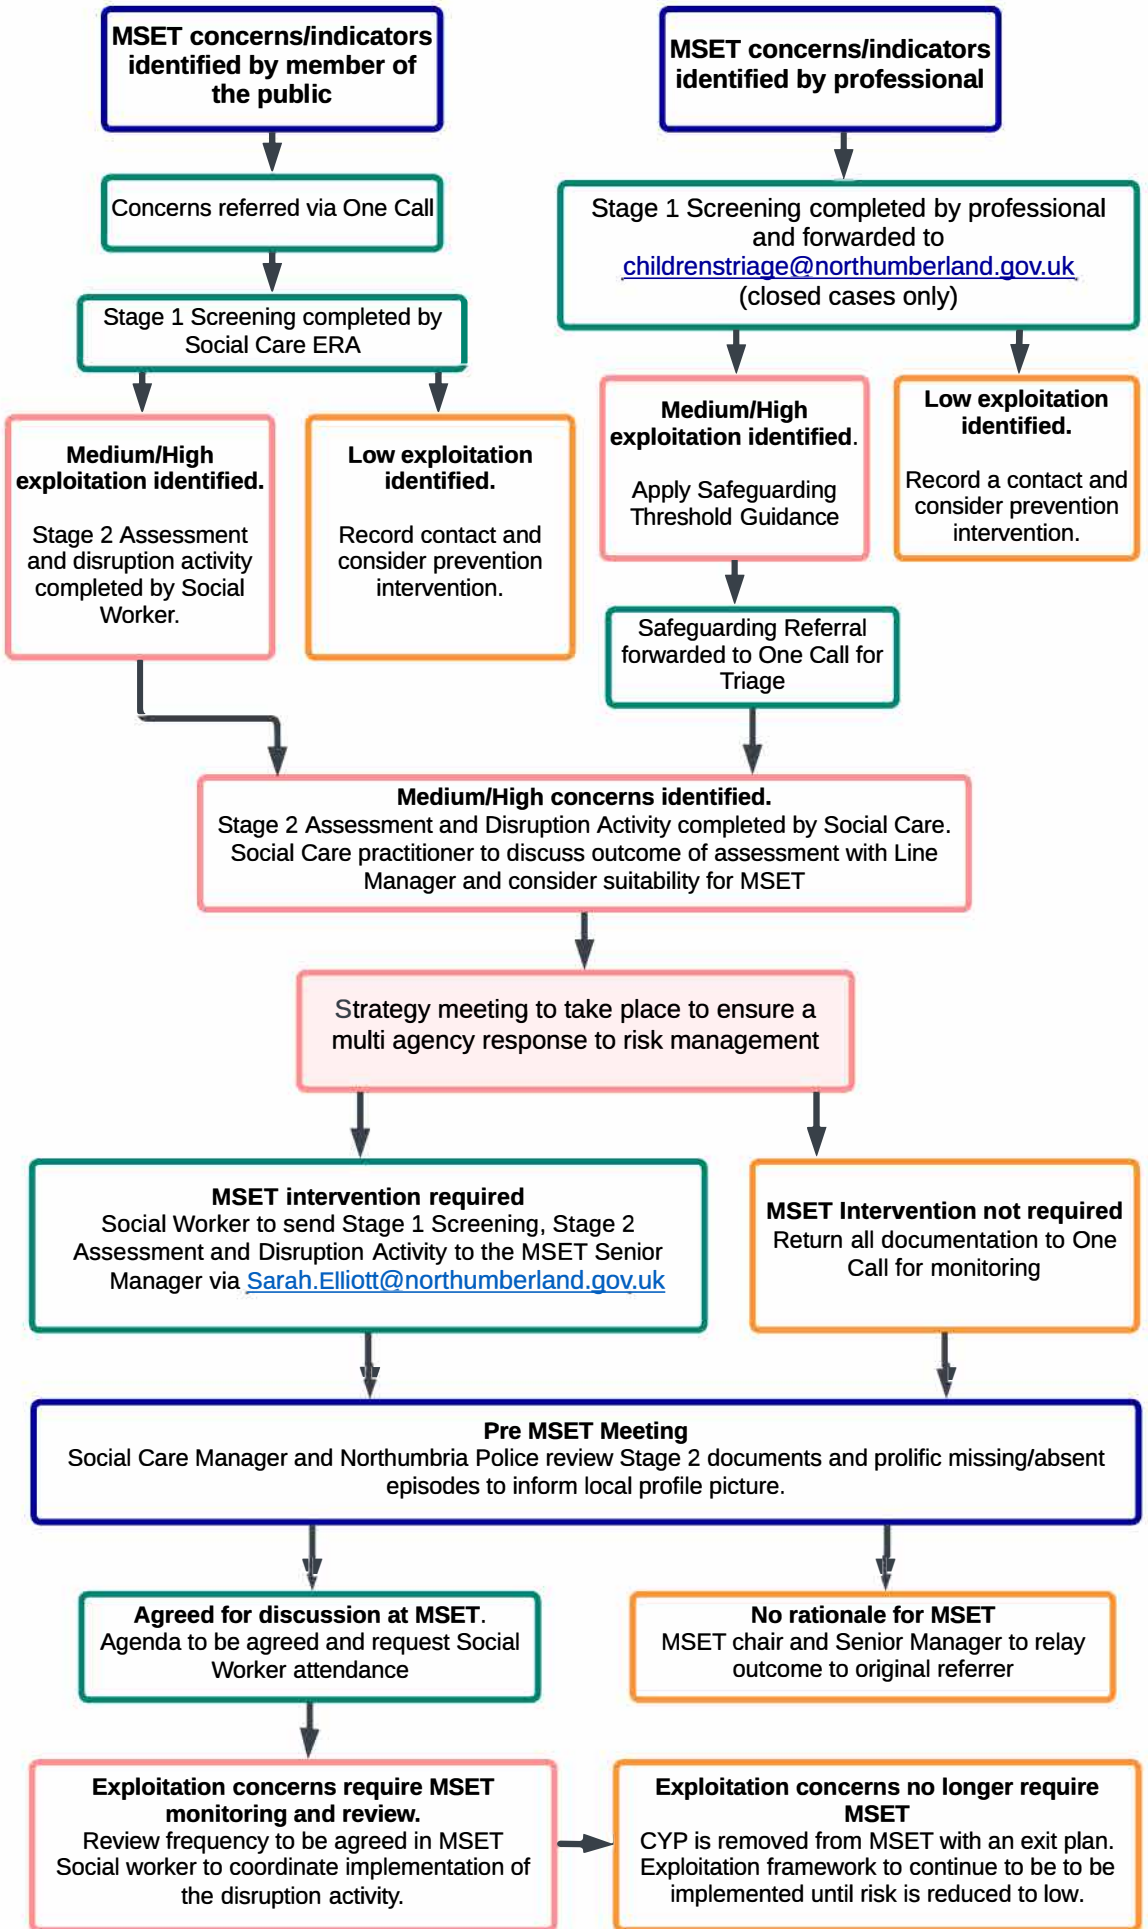 MSET concerns/indicators
identified by member of
the public
MSET concerns/indicators
identified by professional
Concerns referred via One Call
Stage 1 Screening completed by professional
and forwarded to
childrenstriage@northumberland.gov.uk
(closed cases only)
Stage 1 Screening completed by
Social Care ERA
Medium/High
exploitation identified.
Stage 2 Assessment
and disruption activity
completed by Social
Worker.
Low exploitation
identified.
Record contact and
consider prevention
intervention.
Medium/High
exploitation identified.
Apply Safeguarding
Threshold Guidance
Low exploitation
identified.
Record a contact and
consider prevention
intervention.
Safeguarding Referral
forwarded to One Call for
Triage
Medium/High concerns identified.
Stage 2 Assessment and Disruption Activity completed by Social Care.
Social Care practitioner to discuss outcome of assessment with Line
Manager and consider suitability for MSET
Strategy meeting to take place to ensure a
multi agency response to risk management
MSET intervention required
Social Worker to send Stage 1 Screening, Stage 2
Assessment and Disruption Activity to the MSET Senior
Manager via Sarah.Elliott@northumberland.gov.uk
MSET Intervention not required
Return all documentation to One
Call for monitoring
Pre MSET Meeting
Social Care Manager and Northumbria Police review Stage 2 documents and prolific missing/absent
episodes to inform local profile picture.
Agreed for discussion at MSET.
Agenda to be agreed and request Social
Worker attendance
No rationale for MSET
MSET chair and Senior Manager to relay
outcome to original referrer
Exploitation concerns require MSET
monitoring and review.
Review frequency to be agreed in MSET
Social worker to coordinate implementation of
the disruption activity.
Exploitation concerns no longer require
MSET
CYP is removed from MSET with an exit plan.
Exploitation framework to continue to be to be
implemented until risk is reduced to low.